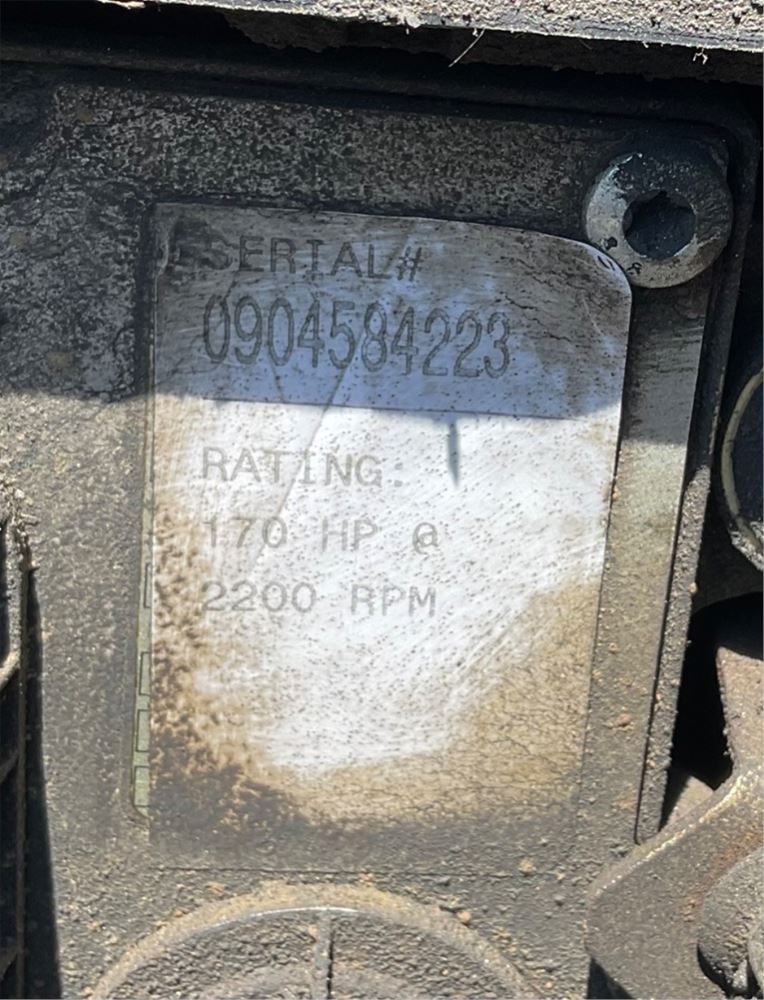 SERIAL#
0904584223
RATING:
170 HP @
2200 RPM